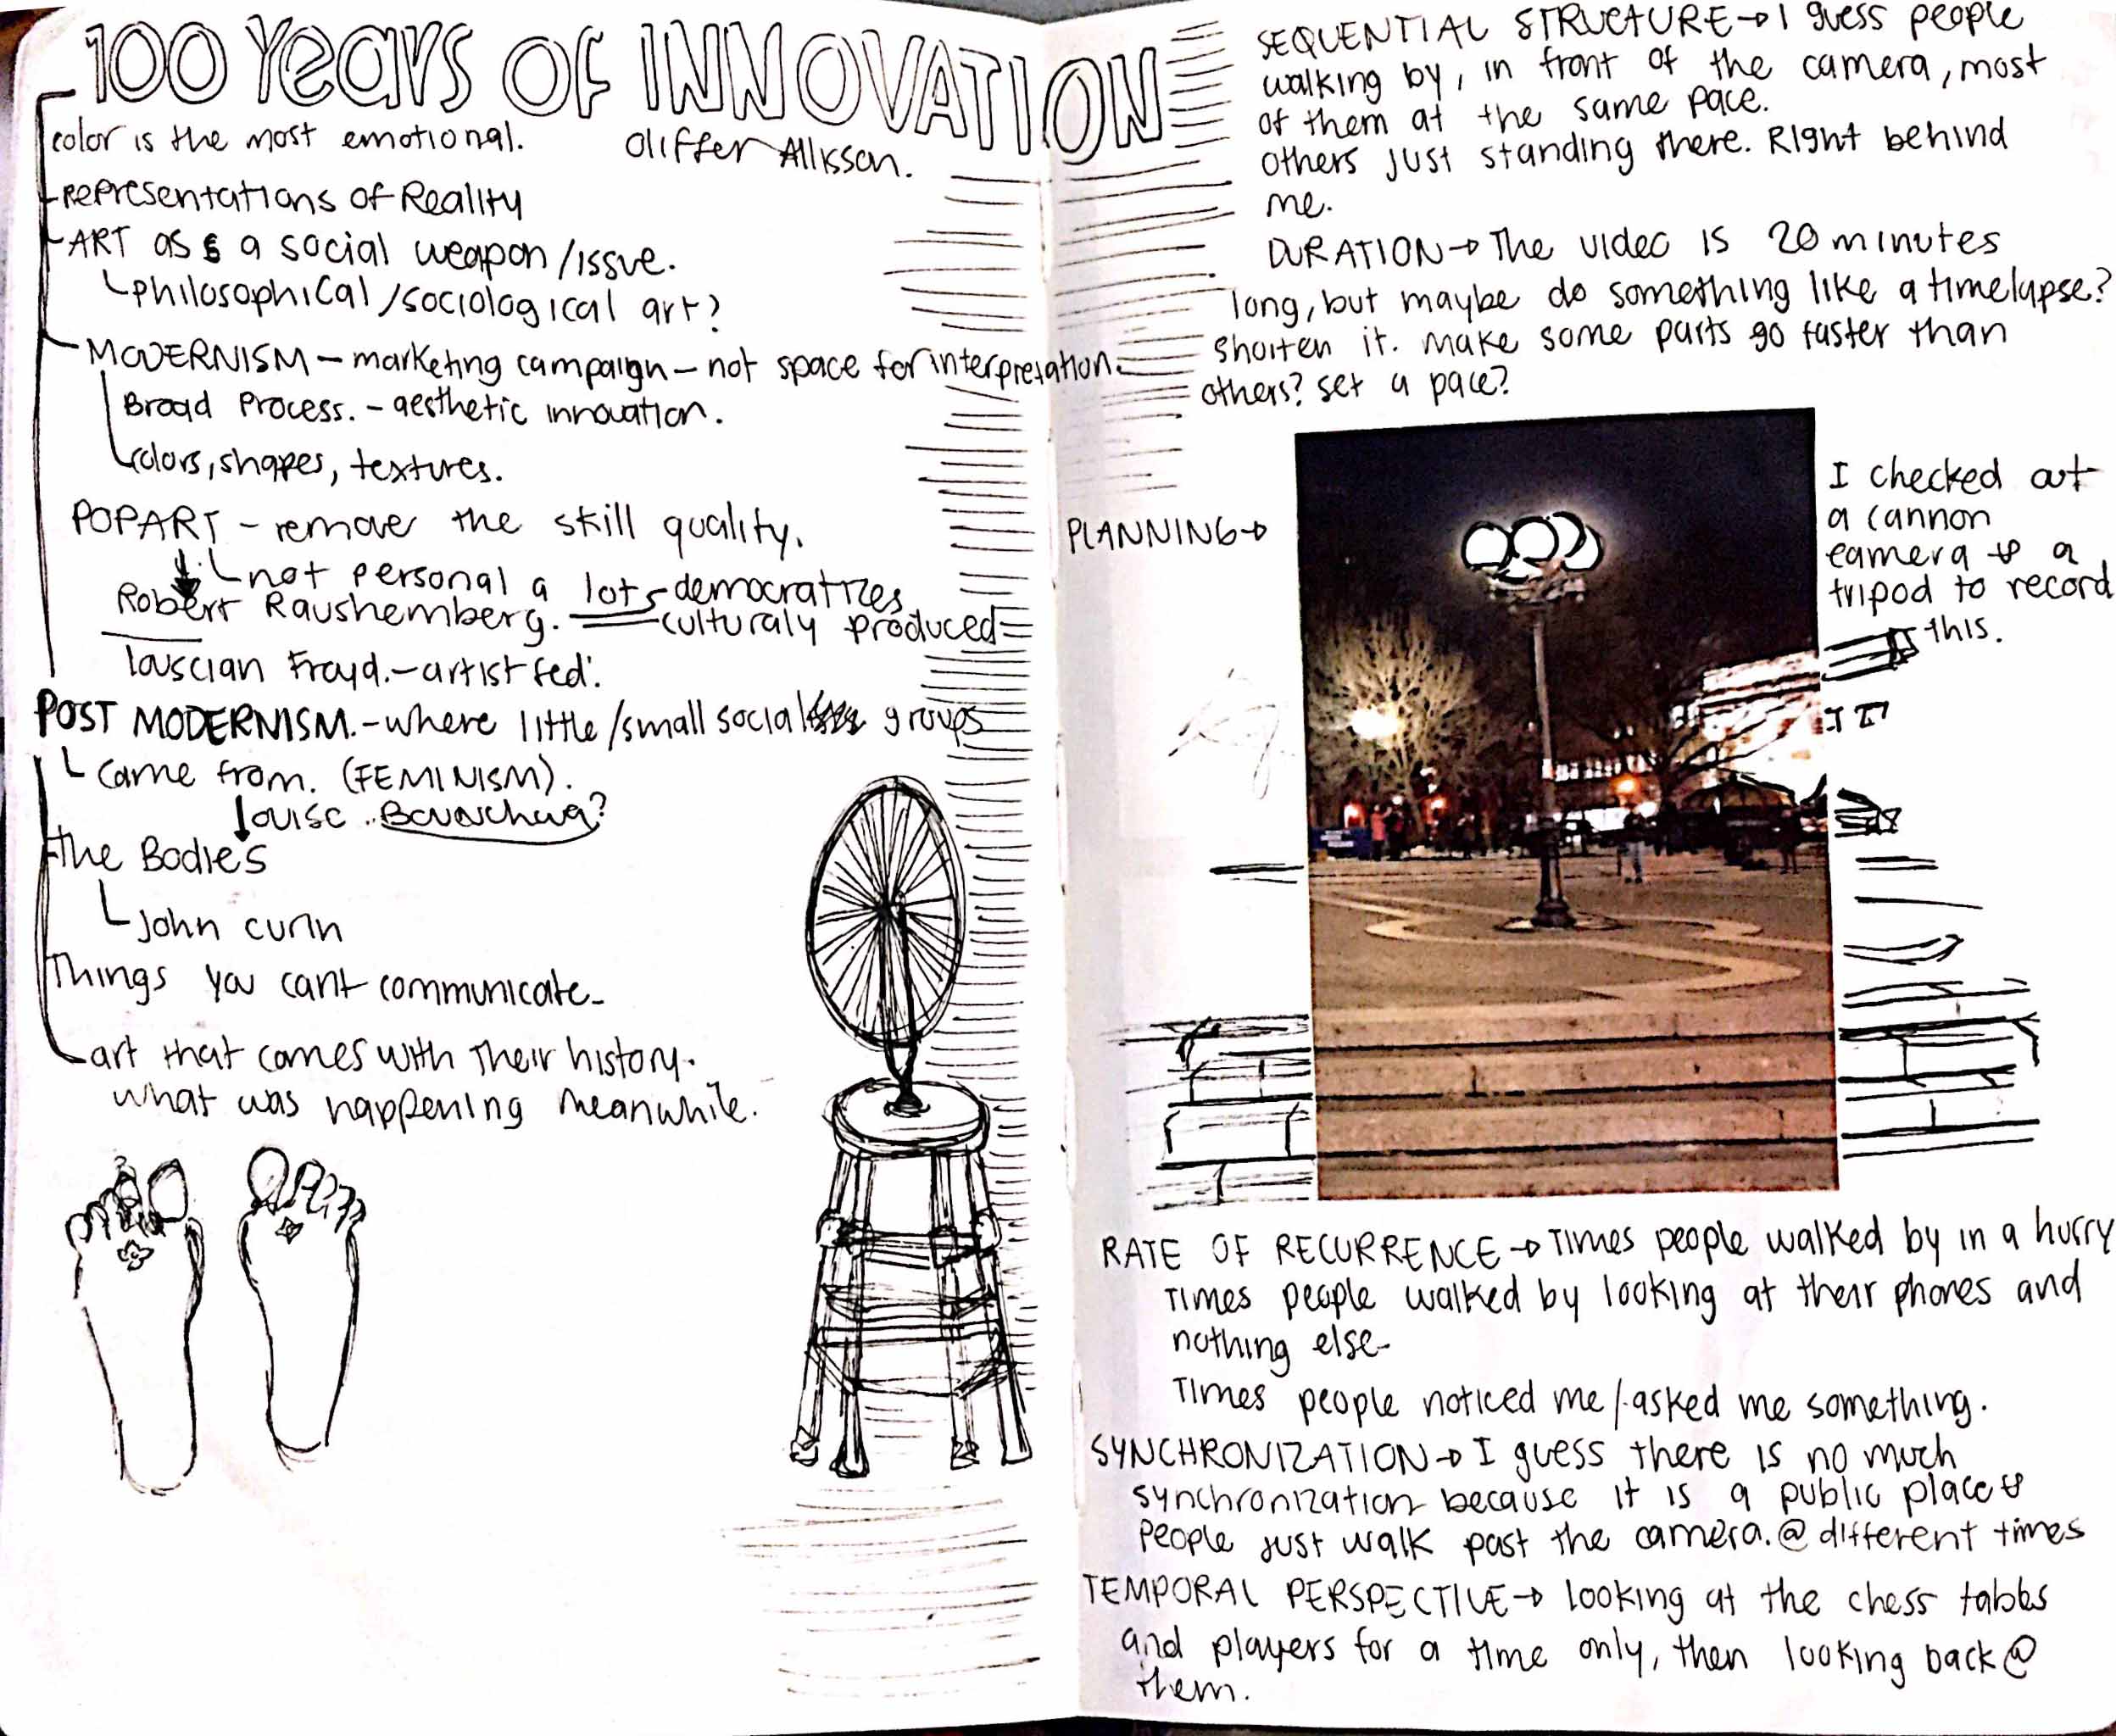 100 Years OF INNOVATION
color is the most emotional.
Oliffer Allisson.
-representations of Reality
-ART as a social weapon/issue.
philosophical/sociological art?
MODERNISM - marketing campaign - not space for interpretation.
Broad Process. - aesthetic innovation.
colors, shapes, textures.
POPART - remove the skill quality.
not personal a lot democratizes
Robert Raushemberg. culturaly produced
Fed.
POST MODERNISM. - where little/small social groups
came from. (FEMINISM).
louise
the Bodies
John curin
Things you cant communicate-
art that comes with their history.
what was happening meanwhile.
SEQUENTIAL STRUCTURE → I guess people
walking by, in front of the camera, most
of them at the same pace.
others just standing there. Right behind
me.
DURATION → The video is 20 minutes
long, but maybe do something like a timelapse?
shorten it. make some parts go faster than
others? set a pace?
PLANNING →
I checked out
a cannon
camera & a
tripod to record
this.
RATE OF RECURRENCE → Times people walked by in a hurry
Times people walked by looking at their phones and
nothing else-
Times people noticed me / asked me something.
SYNCHRONIZATION → I guess there is no much
synchronization because it is a public place &
people just walk past the camera. @ different times
TEMPORAL PERSPECTIVE → looking at the chess tables
and players for a time only, then looking back @
them.